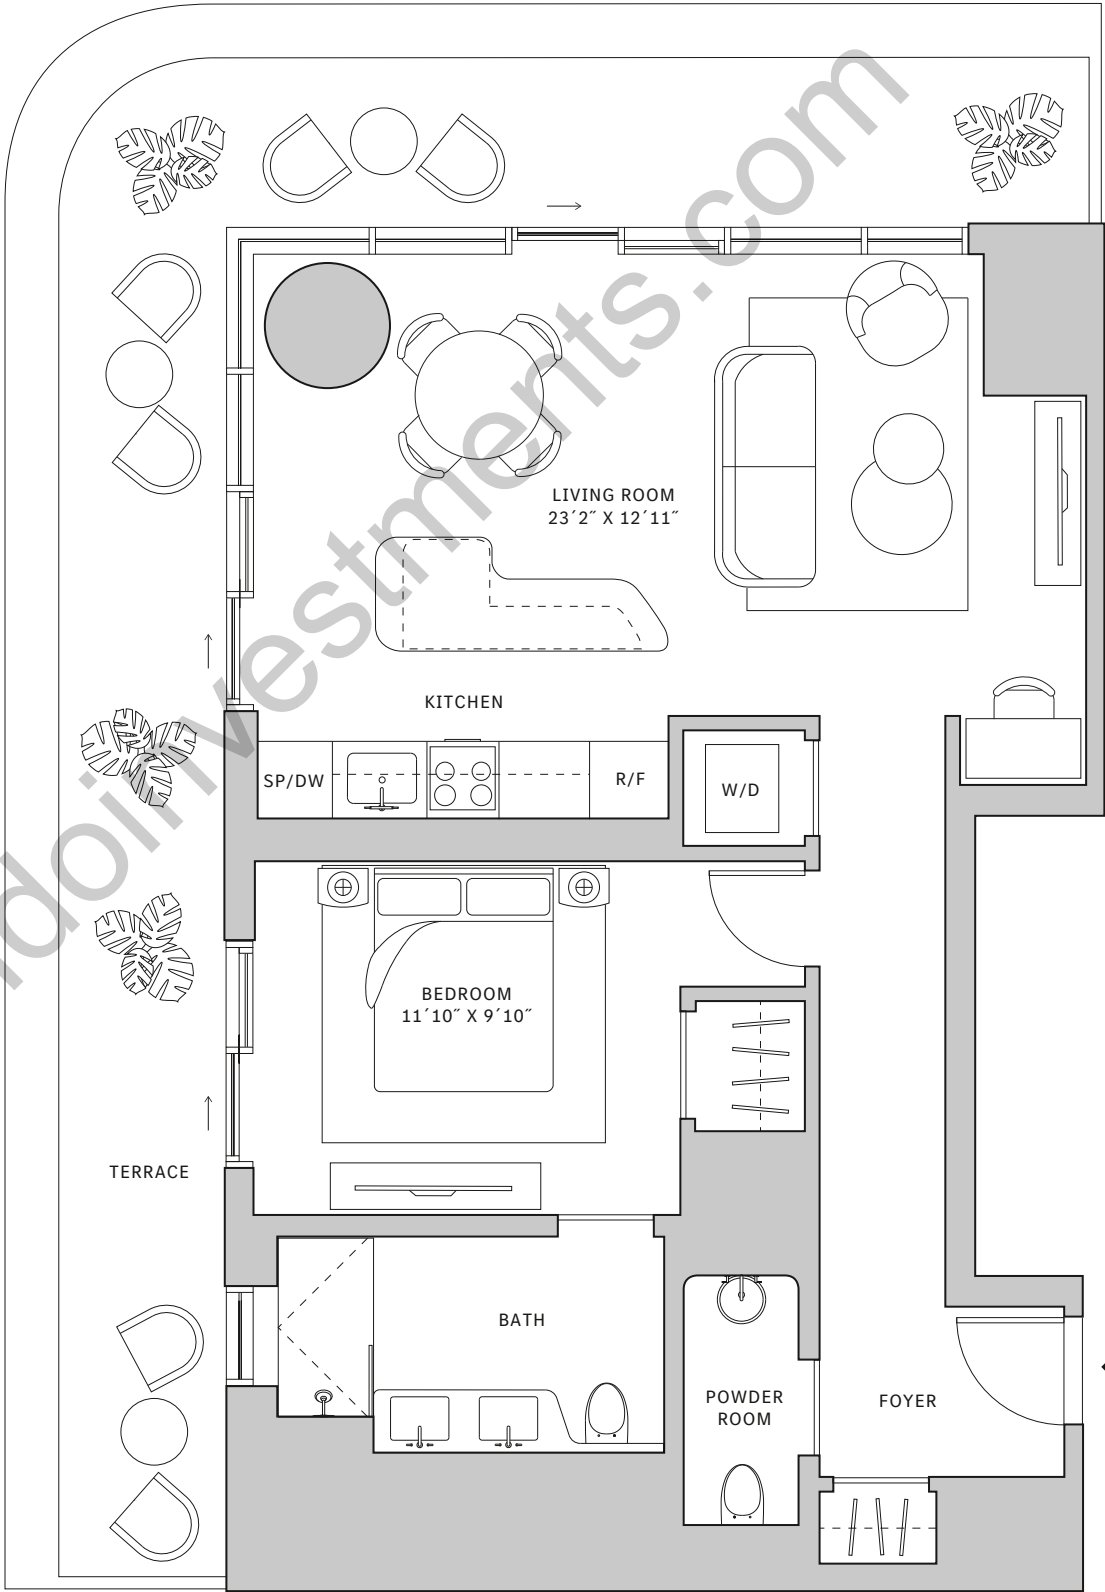 LIVING ROOM
23´2˝ X 12´11˝
KITCHEN
SP/DW
R/F
W/D
BEDROOM
11´10˝ X 9´10˝
TERRACE
BATH
POWDER
ROOM
FOYER
ndoinvestments.com